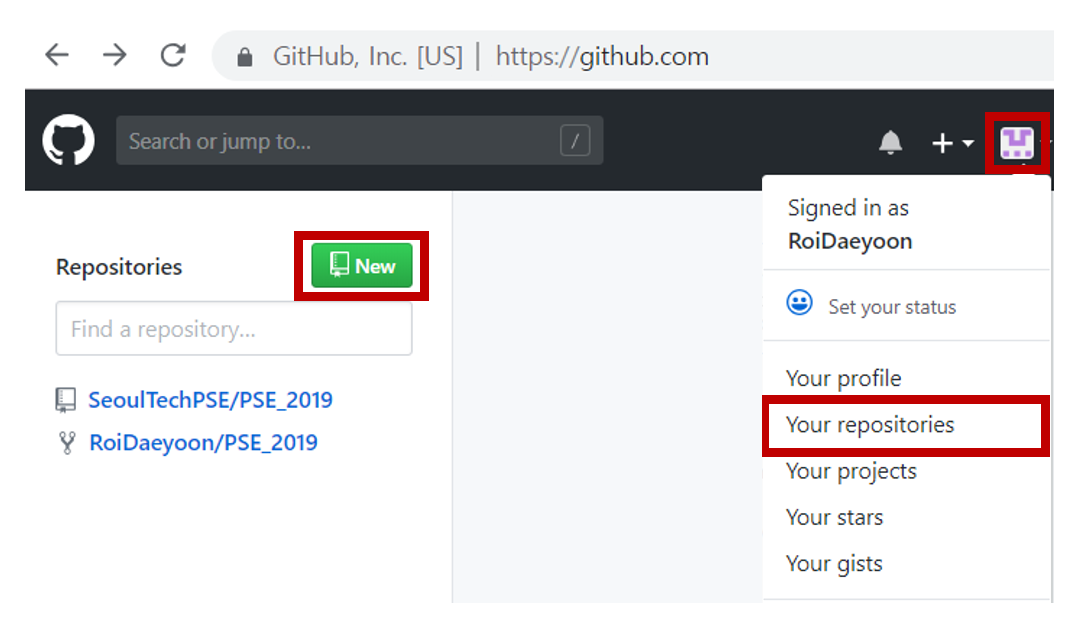 GitHub, Inc. [US] | https://github.com
Search or jump to... /
Signed in as
RoiDaeyoon
Repositories
New
Find a repository...
SeoulTechPSE/PSE_2019
RoiDaeyoon/PSE_2019
Set your status
Your profile
Your repositories
Your projects
Your stars
Your gists